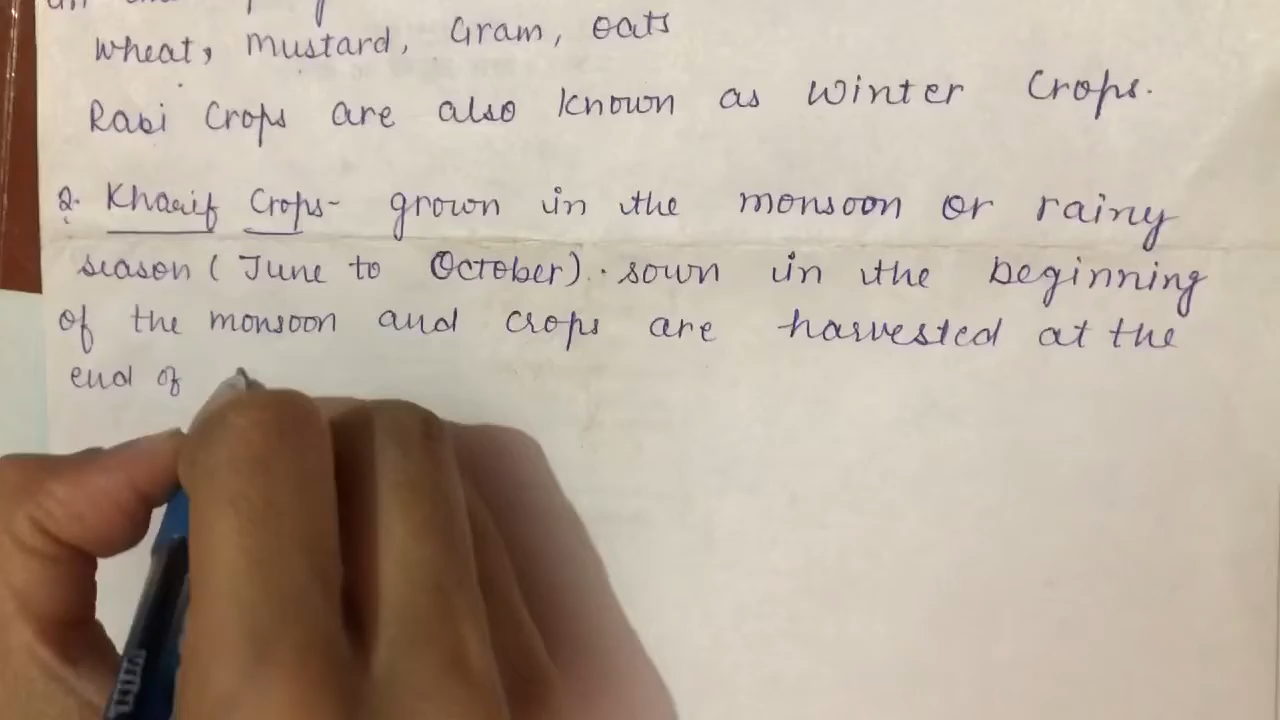 Wheat, Mustard, Gram, Oats
Rabi Crops are also known as Winter Crops.
2. Kharif Crops- grown in the monsoon or rainy
season (June to October). sown in the beginning
of the monsoon and crops are harvested at the
end of